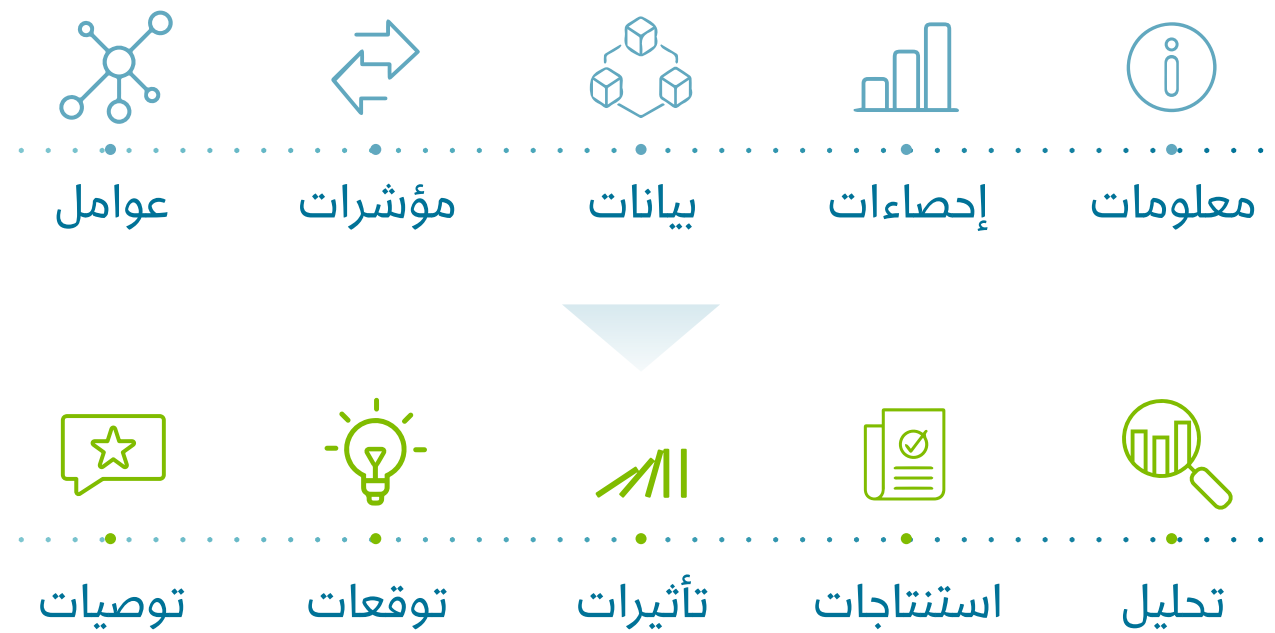 معلومات
إحصاءات
بيانات
مؤشرات
عوامل
تحليل
استنتاجات
تأثيرات
توقعات
توصيات